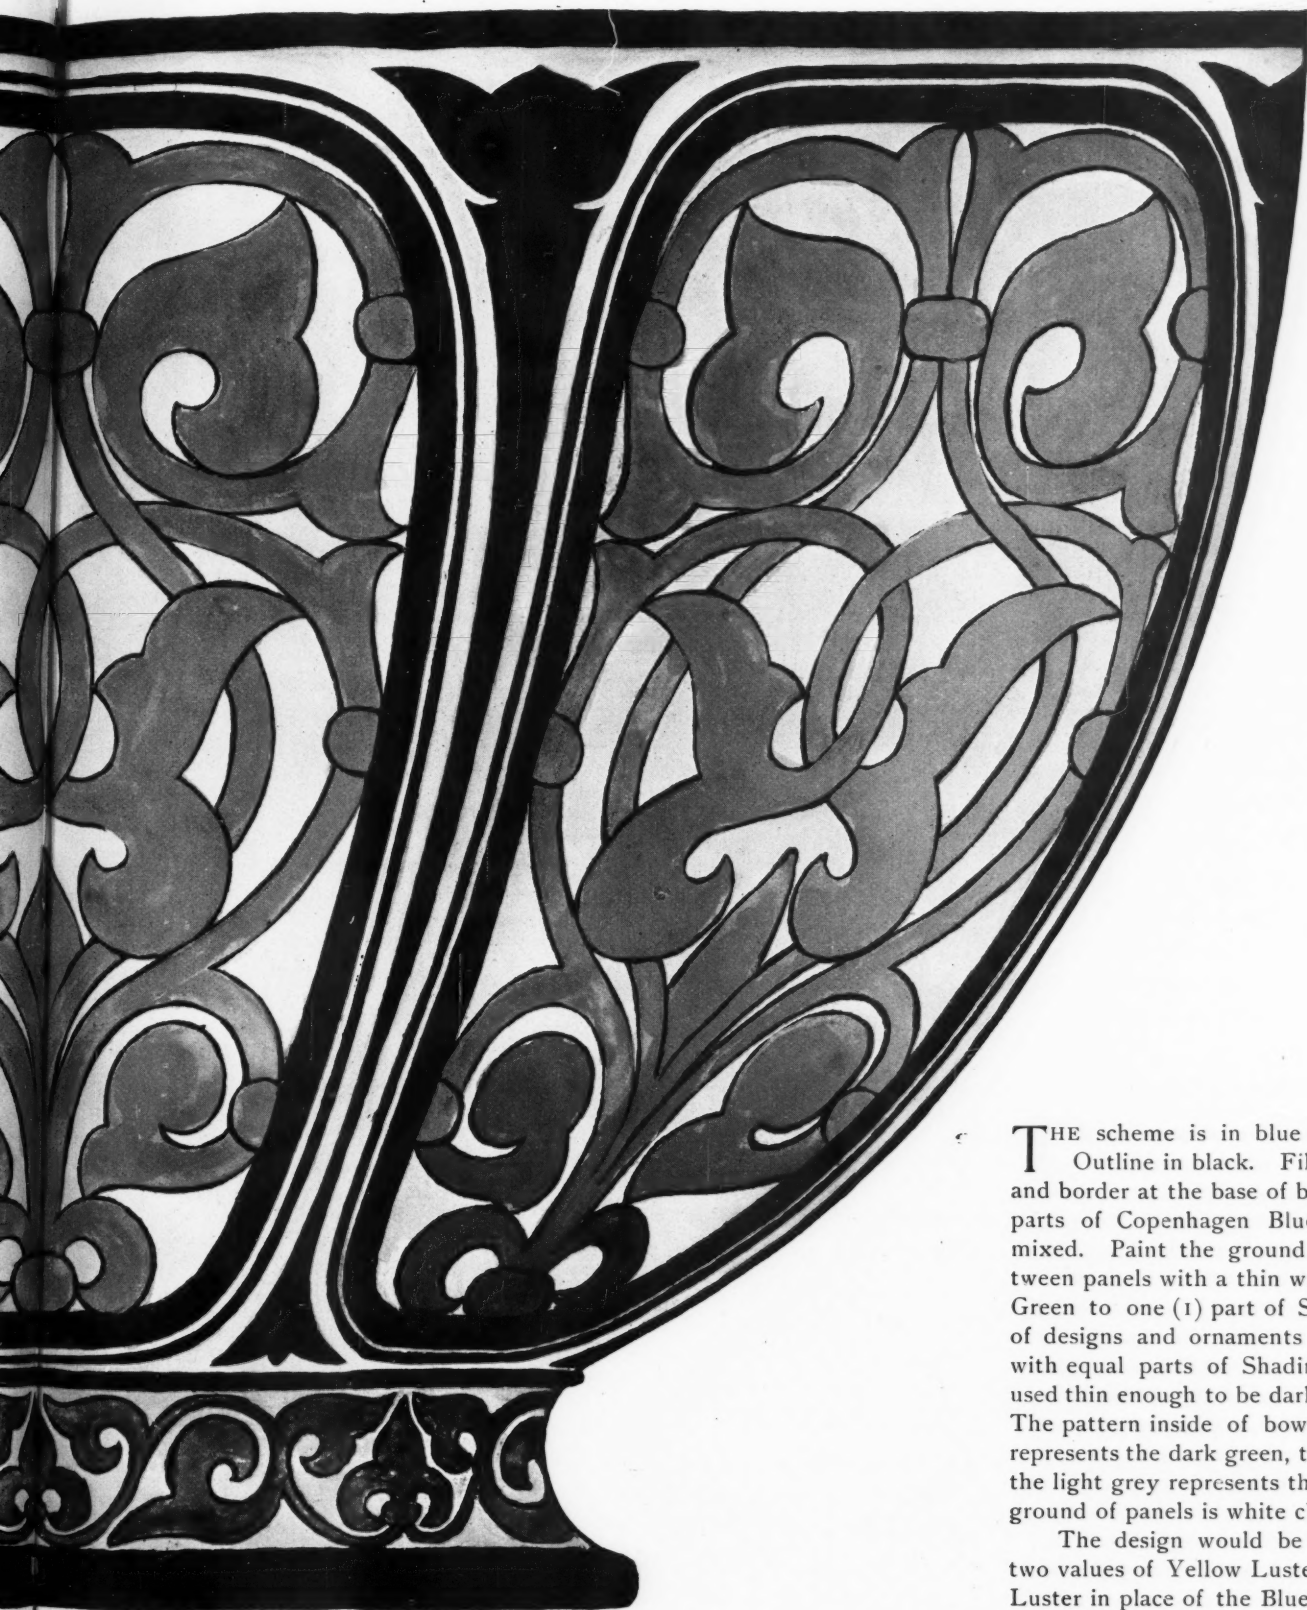 THE scheme is in blue
Outline in black. Fil
and border at the base of b
parts of Copenhagen Blu
mixed. Paint the ground
tween panels with a thin w
Green to one (1) part of S
of designs and ornaments
with equal parts of Shadi
used thin enough to be dar
The pattern inside of bow
represents the dark green, t
the light grey represents th
ground of panels is white c
The design would be
two values of Yellow Luste
Luster in place of the Blue